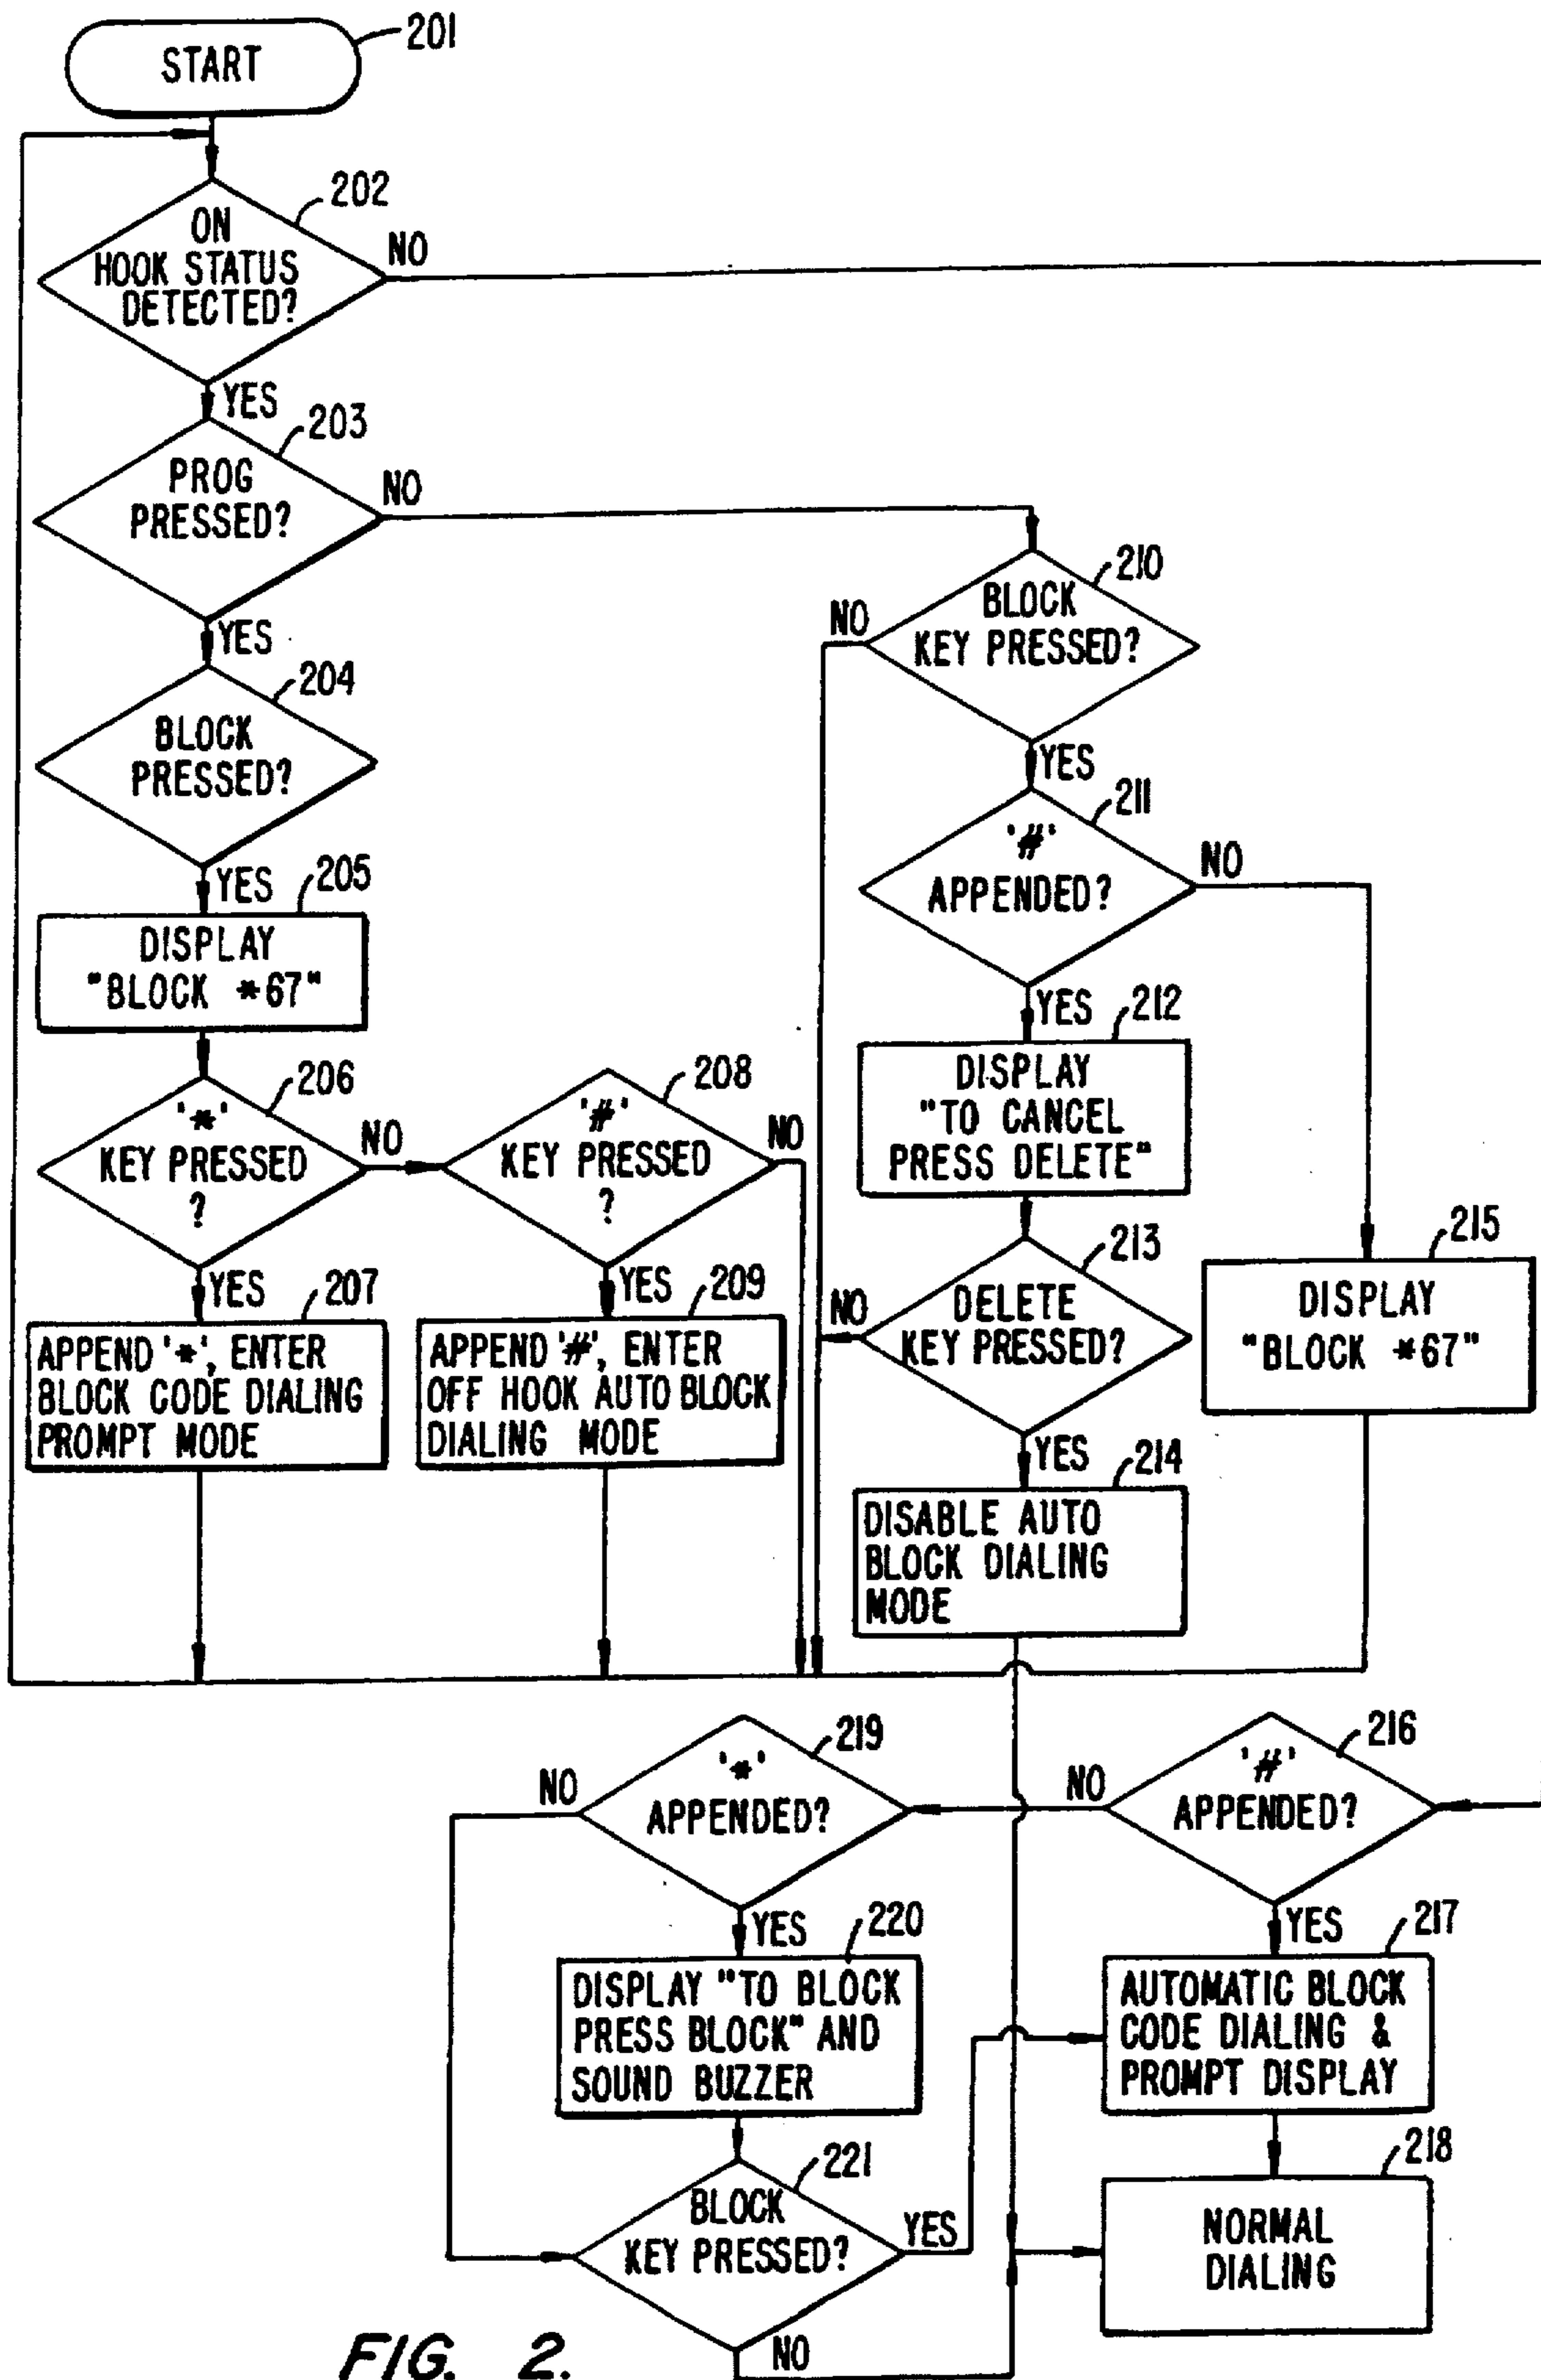 START
201
202
ON
HOOK STATUS
DETECTED?
NO
YES
203
PROG
PRESSED?
NO
YES
204
BLOCK
PRESSED?
YES
205
DISPLAY
"BLOCK *67"
206
'*'
KEY PRESSED
?
NO
YES
207
APPEND '*', ENTER
BLOCK CODE DIALING
PROMPT MODE
208
'#'
KEY PRESSED
?
NO
YES
209
APPEND '#', ENTER
OFF HOOK AUTO BLOCK
DIALING MODE
210
BLOCK
KEY PRESSED?
NO
YES
211
'#'
APPENDED?
NO
YES
212
DISPLAY
"TO CANCEL
PRESS DELETE"
213
DELETE
KEY PRESSED?
NO
YES
214
DISABLE AUTO
BLOCK DIALING
MODE
215
DISPLAY
"BLOCK *67"
216
'#'
APPENDED?
NO
YES
217
AUTOMATIC BLOCK
CODE DIALING &
PROMPT DISPLAY
218
NORMAL
DIALING
219
'*'
APPENDED?
NO
YES
220
DISPLAY "TO BLOCK
PRESS BLOCK" AND
SOUND BUZZER
221
BLOCK
KEY PRESSED?
YES
NO
FIG. 2.